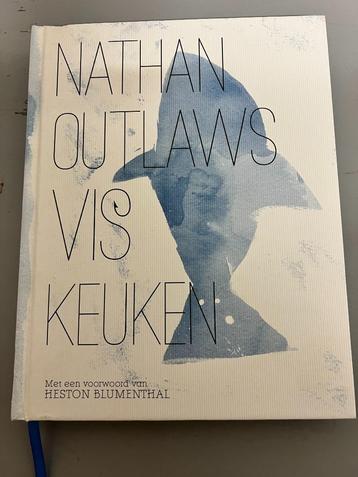 NATHAN
OUTLAWS
VIS
KEUKEN
Met een voorwoord van
HESTON BLUMENTHAL